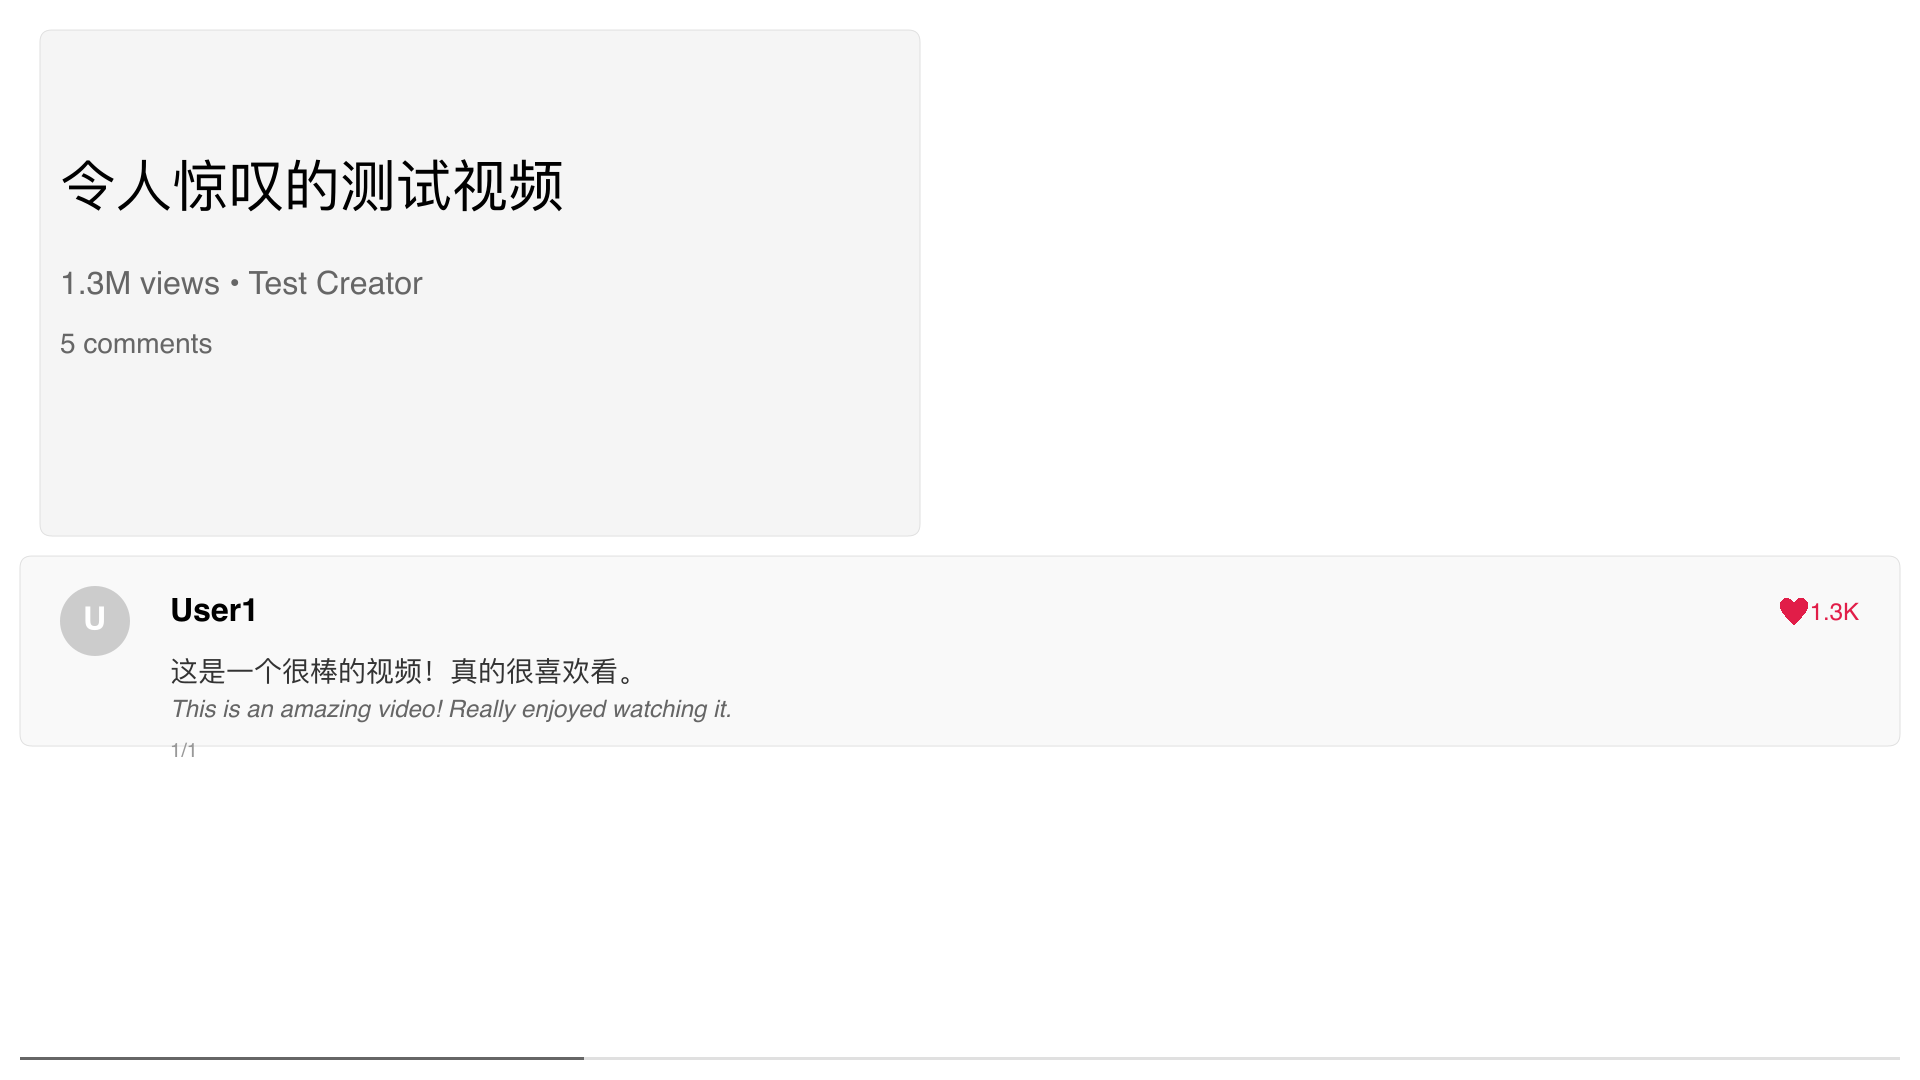 令人惊叹的测试视频
1.3M views • Test Creator
5 comments
U
User1
1.3K
这是一个很棒的视频！真的很喜欢看。
This is an amazing video! Really enjoyed watching it.
1/1